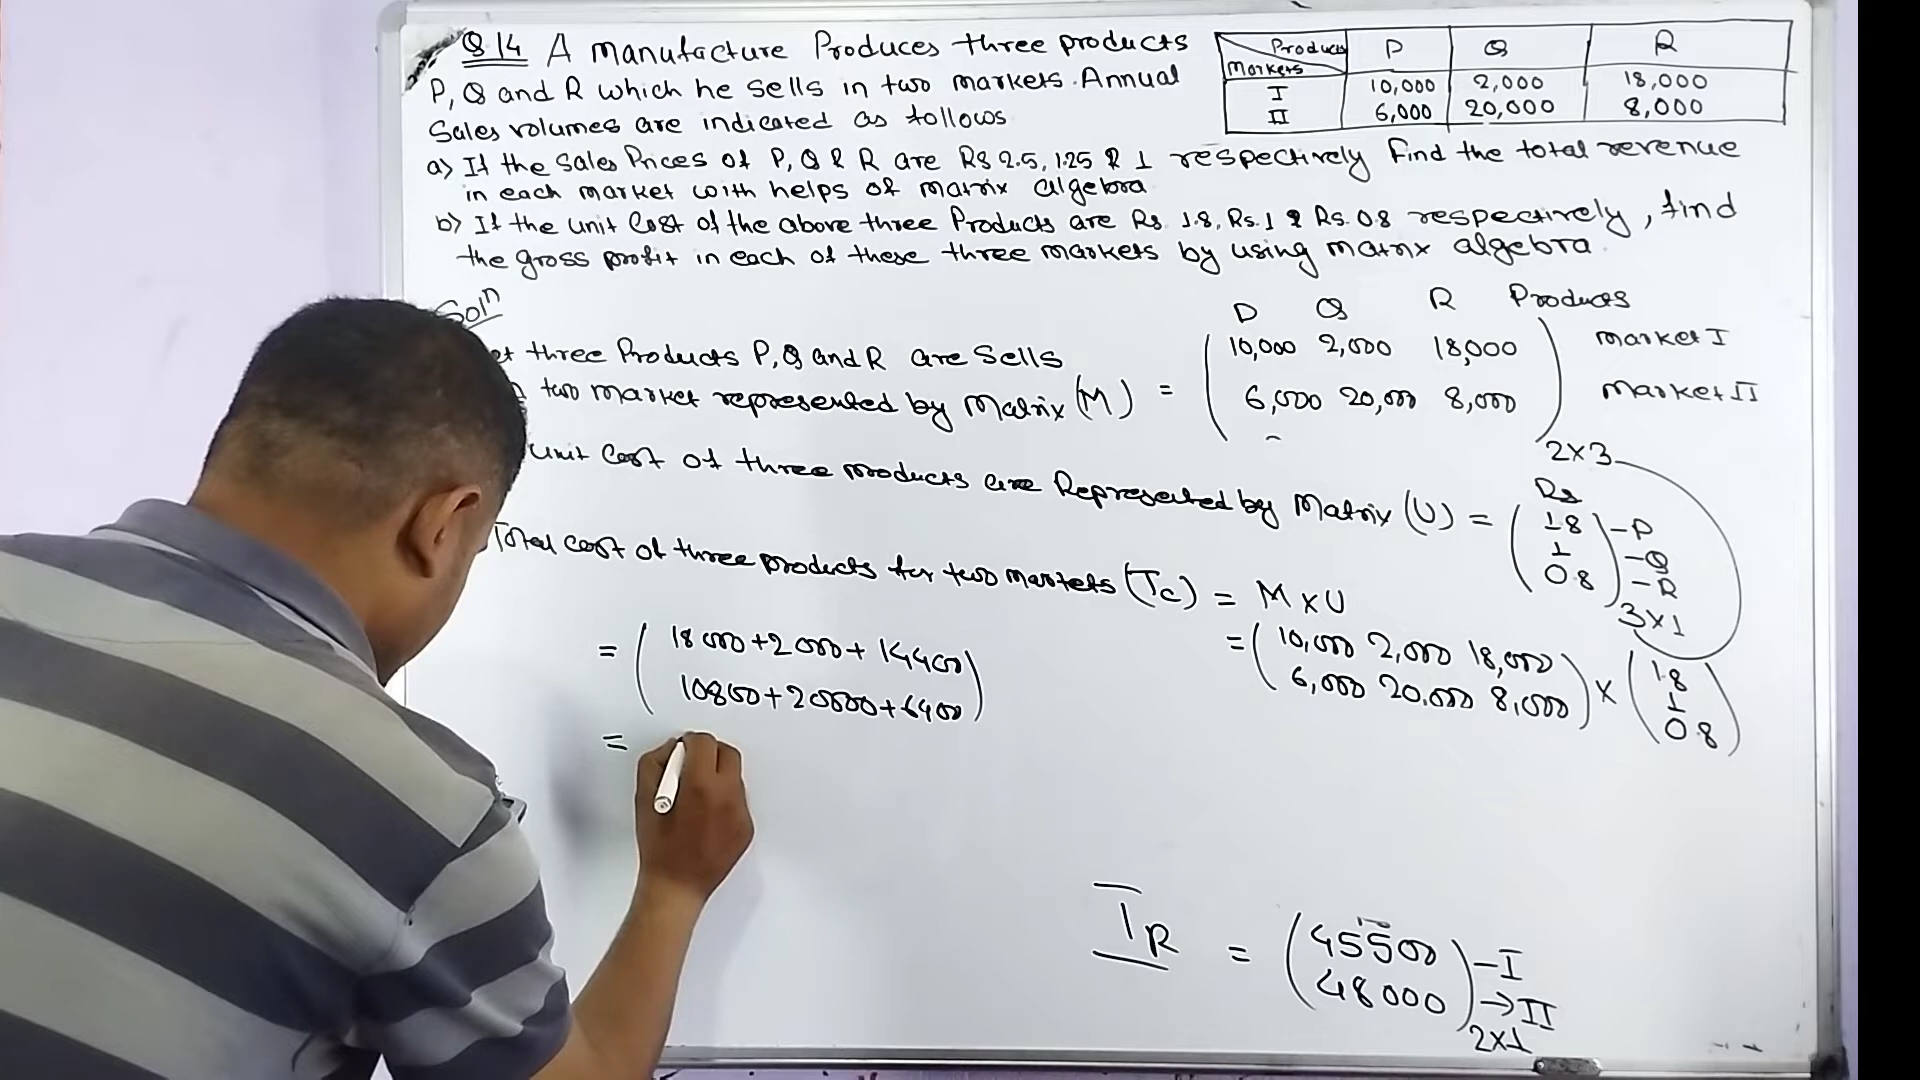 Q 14 A Manufacture Produces three products
P, Q and R which he sells in two markets. Annual
Sales volumes are indicated as follows
Products P Q R
Markets
I 10,000 2,000 18,000
II 6,000 20,000 8,000
a) If the Sales Prices of P, Q & R are Rs 2.5, 1.25 & 1 respectively find the total revenue
in each market with helps of matrix algebra
b) If the unit Cost of the above three Products are Rs. 1.8, Rs. 1 & Rs. 0.8 respectively, find
the gross profit in each of these three markets by using matrix algebra.
Soln
three Products P, Q and R are Sells
two market represented by Matrix (M) =
P Q R Products
10,000 2,000 18,000 market I
6,000 20,000 8,000 market II
2×3
unit Cost of three products are Represented by Matrix (U) =
Rs
1.8 -P
1 -Q
0.8 -R
3×1
Total cost of three products for two markets (Tc) = M×U
= (10,000 2,000 18,000
6,000 20,000 8,000) × (1.8
1
0.8)
= (18000+2000+14400
10800+20000+6400)
=
TR = (45500 -I
48000) →II
2×1